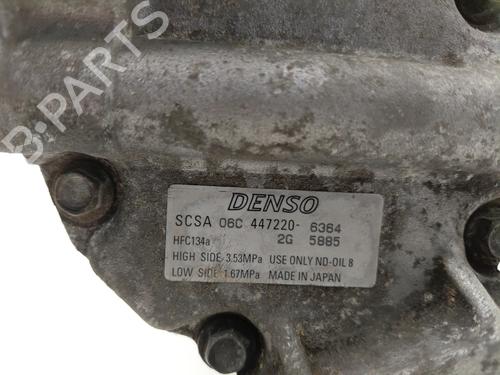 B-PARTS
DENSO
SCSA 06C 447220- 6364
HFC134a 2G 5885
HIGH SIDE 3.53MPa USE ONLY ND-OIL 8
LOW SIDE 1.67MPa MADE IN JAPAN